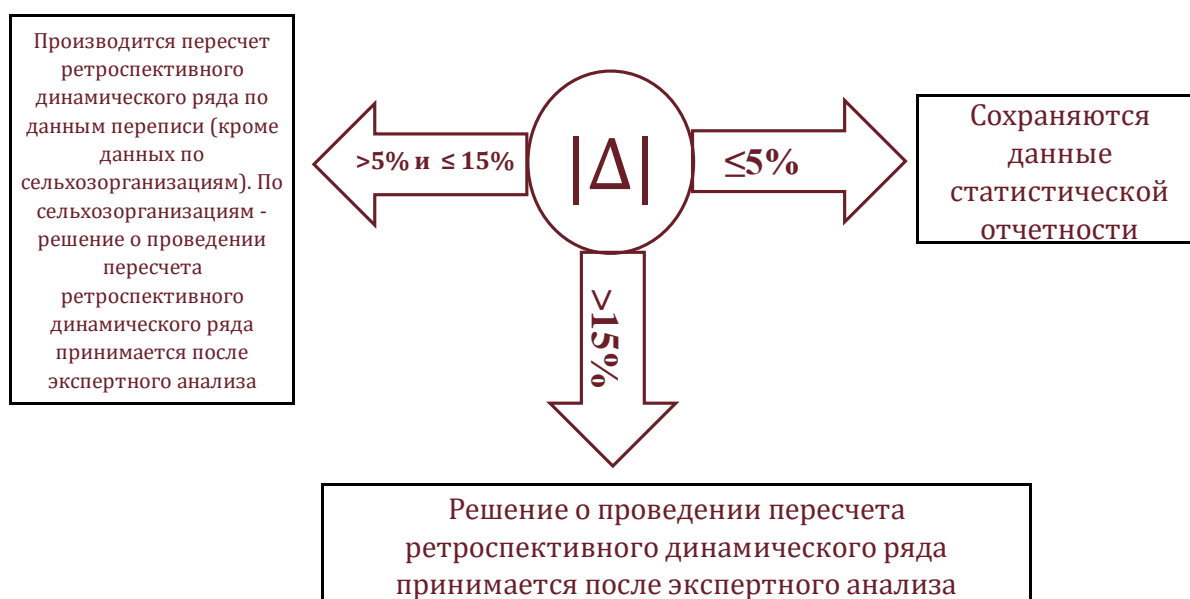 Производится пересчет
ретроспективного
динамического ряда по
данным переписи (кроме
данных по
сельхозорганизациям). По
сельхозорганизациям -
решение о проведении
пересчета
ретроспективного
динамического ряда
принимается после
экспертного анализа
>5% и ≤ 15%
|Δ|
≤5%
Сохраняются
данные
статистической
отчетности
>15%
Решение о проведении пересчета
ретроспективного динамического ряда
принимается после экспертного анализа